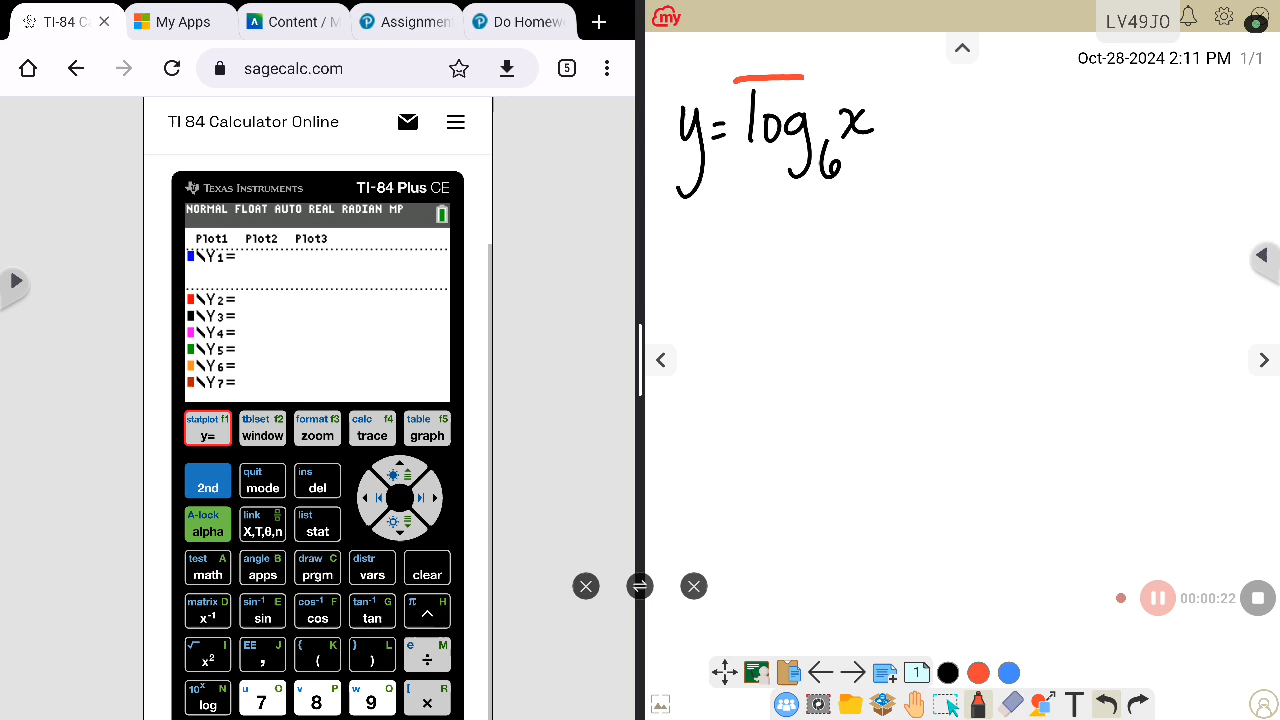 TI-84 C
My Apps
Content / M
Assignmen
Do Homew
sagecalc.com
5
TI 84 Calculator Online
TEXAS INSTRUMENTS TI-84 Plus CE
NORMAL FLOAT AUTO REAL RADIAN MP
Plot1 Plot2 Plot3
\Y1=
\Y2=
\Y3=
\Y4=
\Y5=
\Y6=
\Y7=
statplot f1 tblset f2 format f3 calc f4 table f5
y= window zoom trace graph
quit ins
2nd mode del
A-lock link list
alpha X,T,θ,n stat
test A angle B draw C distr
math apps prgm vars clear
matrix D sin⁻¹ E cos⁻¹ F tan⁻¹ G π H
x⁻¹ sin cos tan ^
√ I EE J { K } L e M
x² , ( ) ÷
10ˣ N u O v P w Q [ R
log 7 8 9 ×
my
LV49JO
Oct-28-2024 2:11 PM 1/1
y = log₆ x
00:00:22
1
T